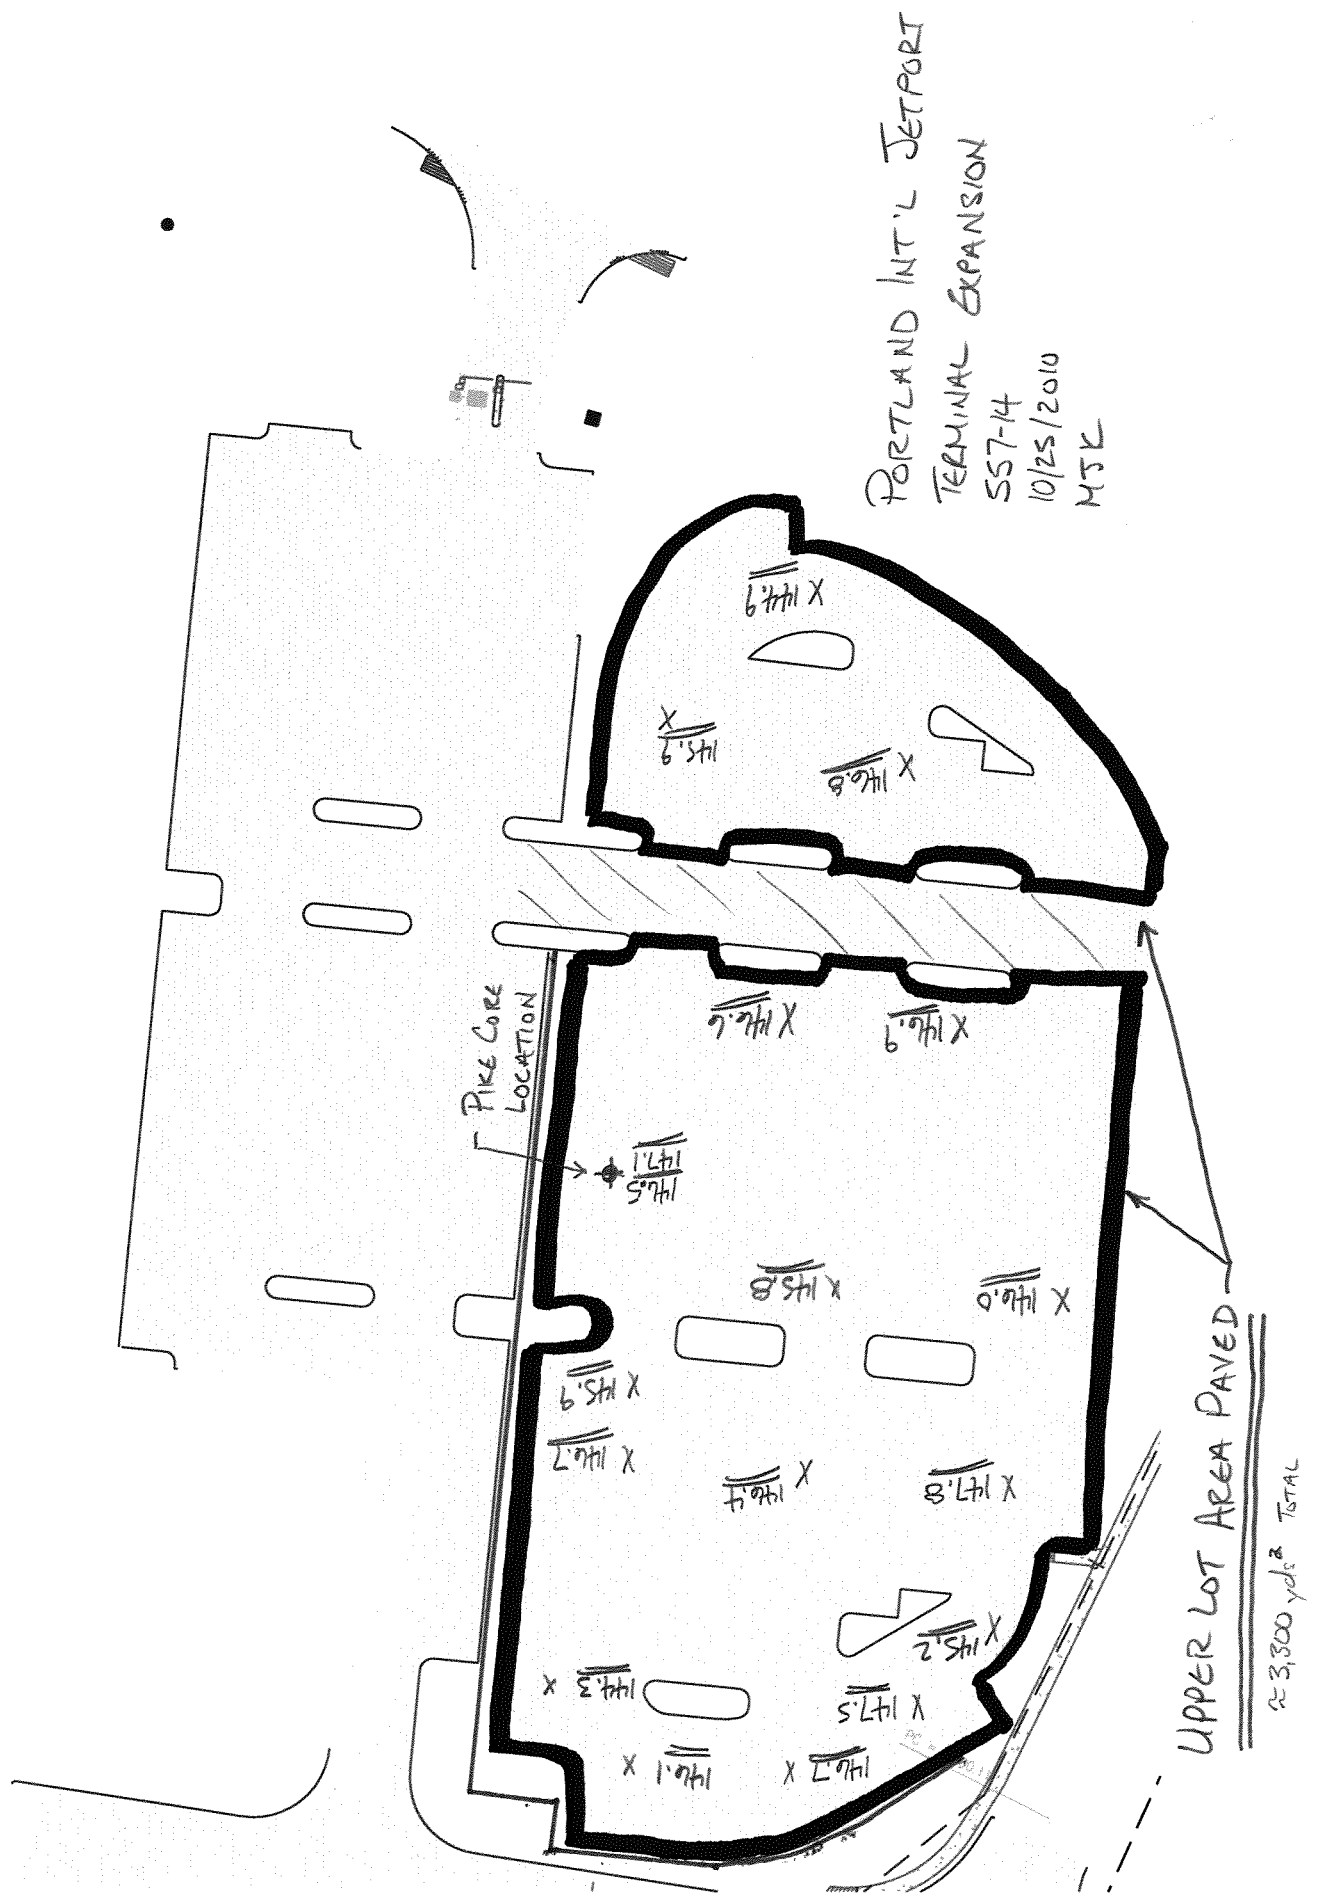 PORTLAND INT'L JETPORT
TERMINAL EXPANSION
557-14
10/25/2010
MJK
X 144.9
X 145.9
X 146.8
X 146.6
X 146.9
PIKE CORE
LOCATION
147.1
146.5
X 145.8
X 146.0
X 145.9
X 146.7
X 146.4
X 147.8
X 145.2
X 144.3
X 147.5
X 146.1
X 146.7
PC
UPPER LOT AREA PAVED
≈ 3,300 yds² TOTAL